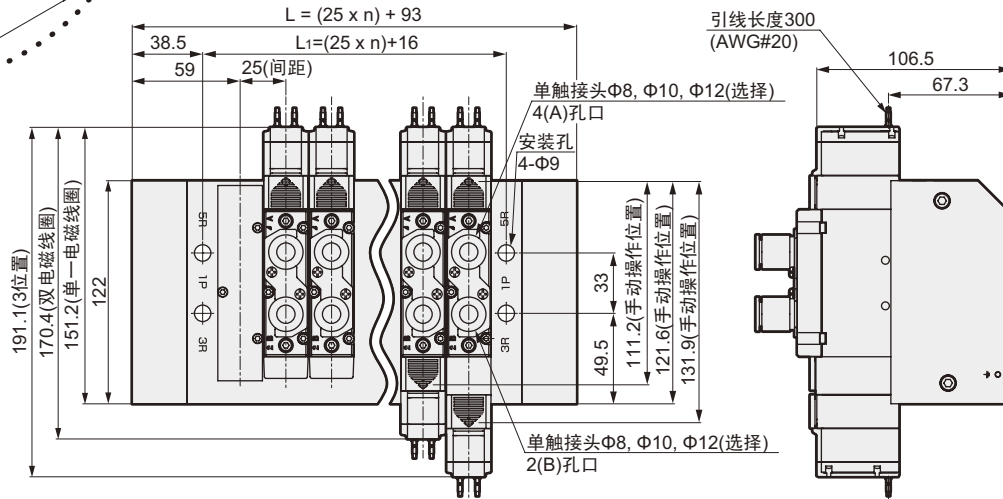 L = (25 x n) + 93
38.5
L1=(25 x n)+16
59
25(间距)
引线长度300
(AWG#20)
106.5
67.3
单触接头Φ8, Φ10, Φ12(选择)
4(A)孔口
安装孔
4-Φ9
191.1(3位置)
170.4(双电磁线圈)
151.2(单一电磁线圈)
122
5R
1P
3R
5R
1P
3R
33
49.5
111.2(手动操作位置)
121.6(手动操作位置)
131.9(手动操作位置)
单触接头Φ8, Φ10, Φ12(选择)
2(B)孔口